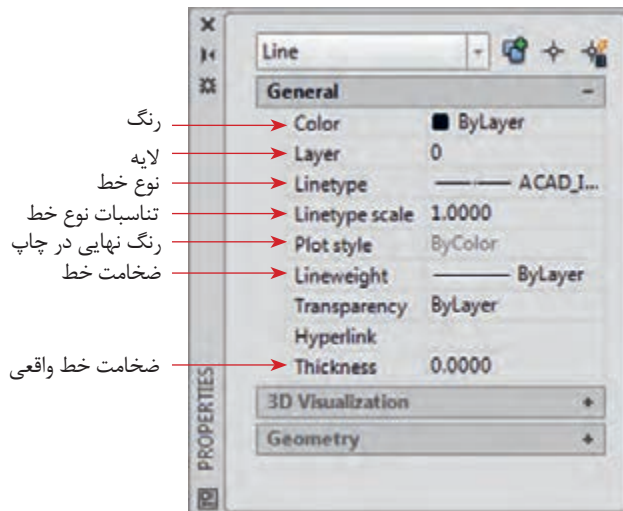 Line
General
رنگ Color ByLayer
لایه Layer 0
نوع خط Linetype ACAD_I...
تناسبات نوع خط Linetype scale 1.0000
رنگ نهایی در چاپ Plot style ByColor
ضخامت خط Lineweight ByLayer
Transparency ByLayer
Hyperlink
ضخامت خط واقعی Thickness 0.0000
3D Visualization
Geometry
PROPERTIES